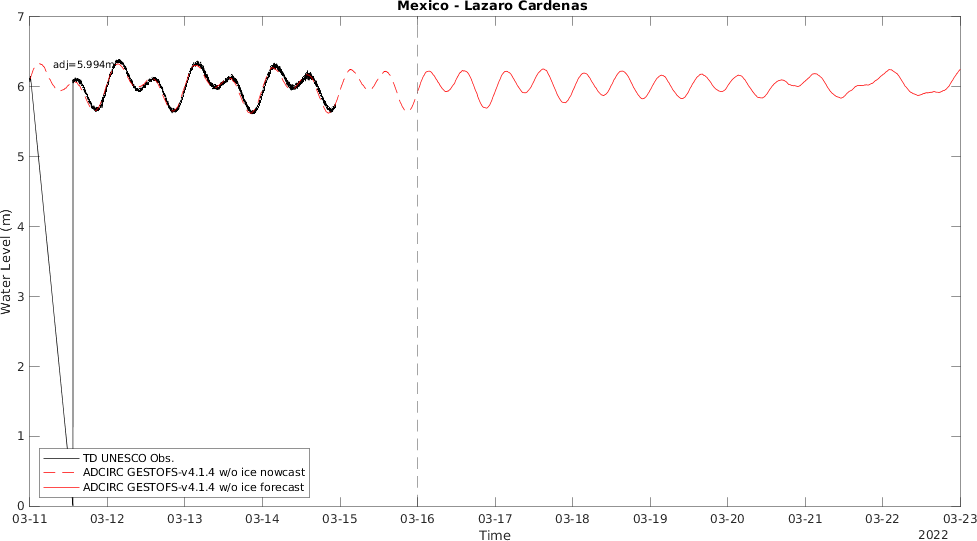 Mexico - Lazaro Cardenas
7
6
5
4
3
2
1
0
Water Level (m)
adj=5.994m
TD UNESCO Obs.
ADCIRC GESTOFS-v4.1.4 w/o ice nowcast
ADCIRC GESTOFS-v4.1.4 w/o ice forecast
03-11 03-12 03-13 03-14 03-15 03-16 03-17 03-18 03-19 03-20 03-21 03-22 03-23
Time
2022